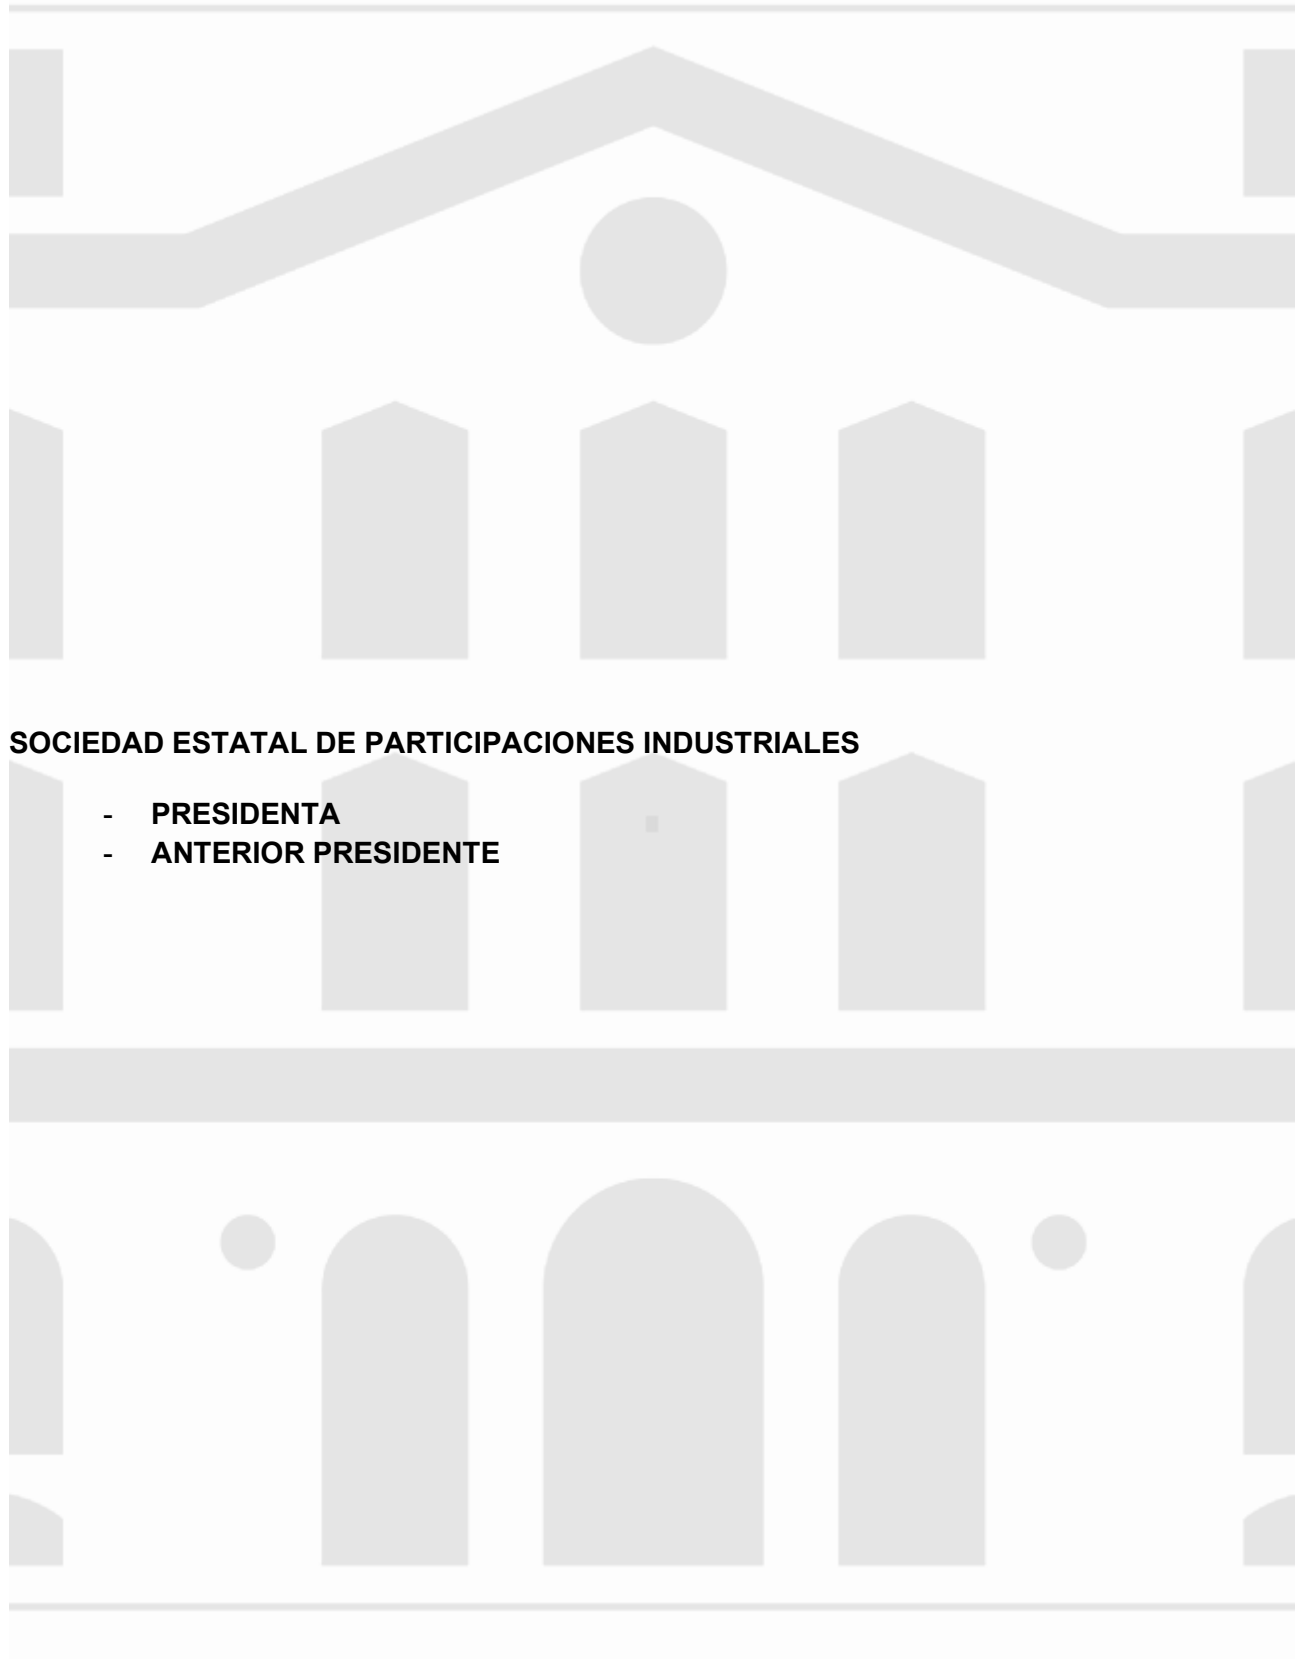 SOCIEDAD ESTATAL DE PARTICIPACIONES INDUSTRIALES
- PRESIDENTA
- ANTERIOR PRESIDENTE